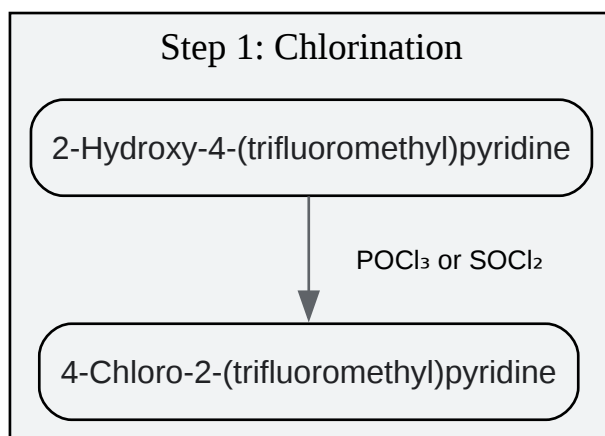 Step 1: Chlorination
2-Hydroxy-4-(trifluoromethyl)pyridine
POCl₃ or SOCl₂
4-Chloro-2-(trifluoromethyl)pyridine